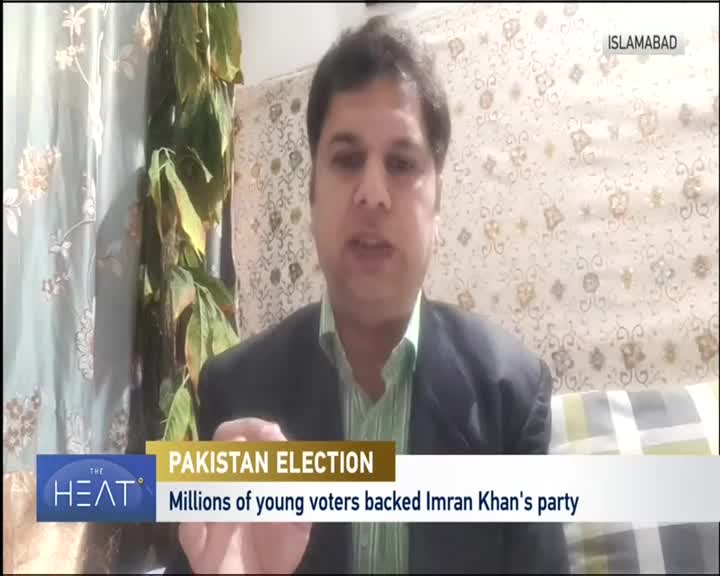 ISLAMABAD
PAKISTAN ELECTION
THE
HEAT
Millions of young voters backed Imran Khan's party